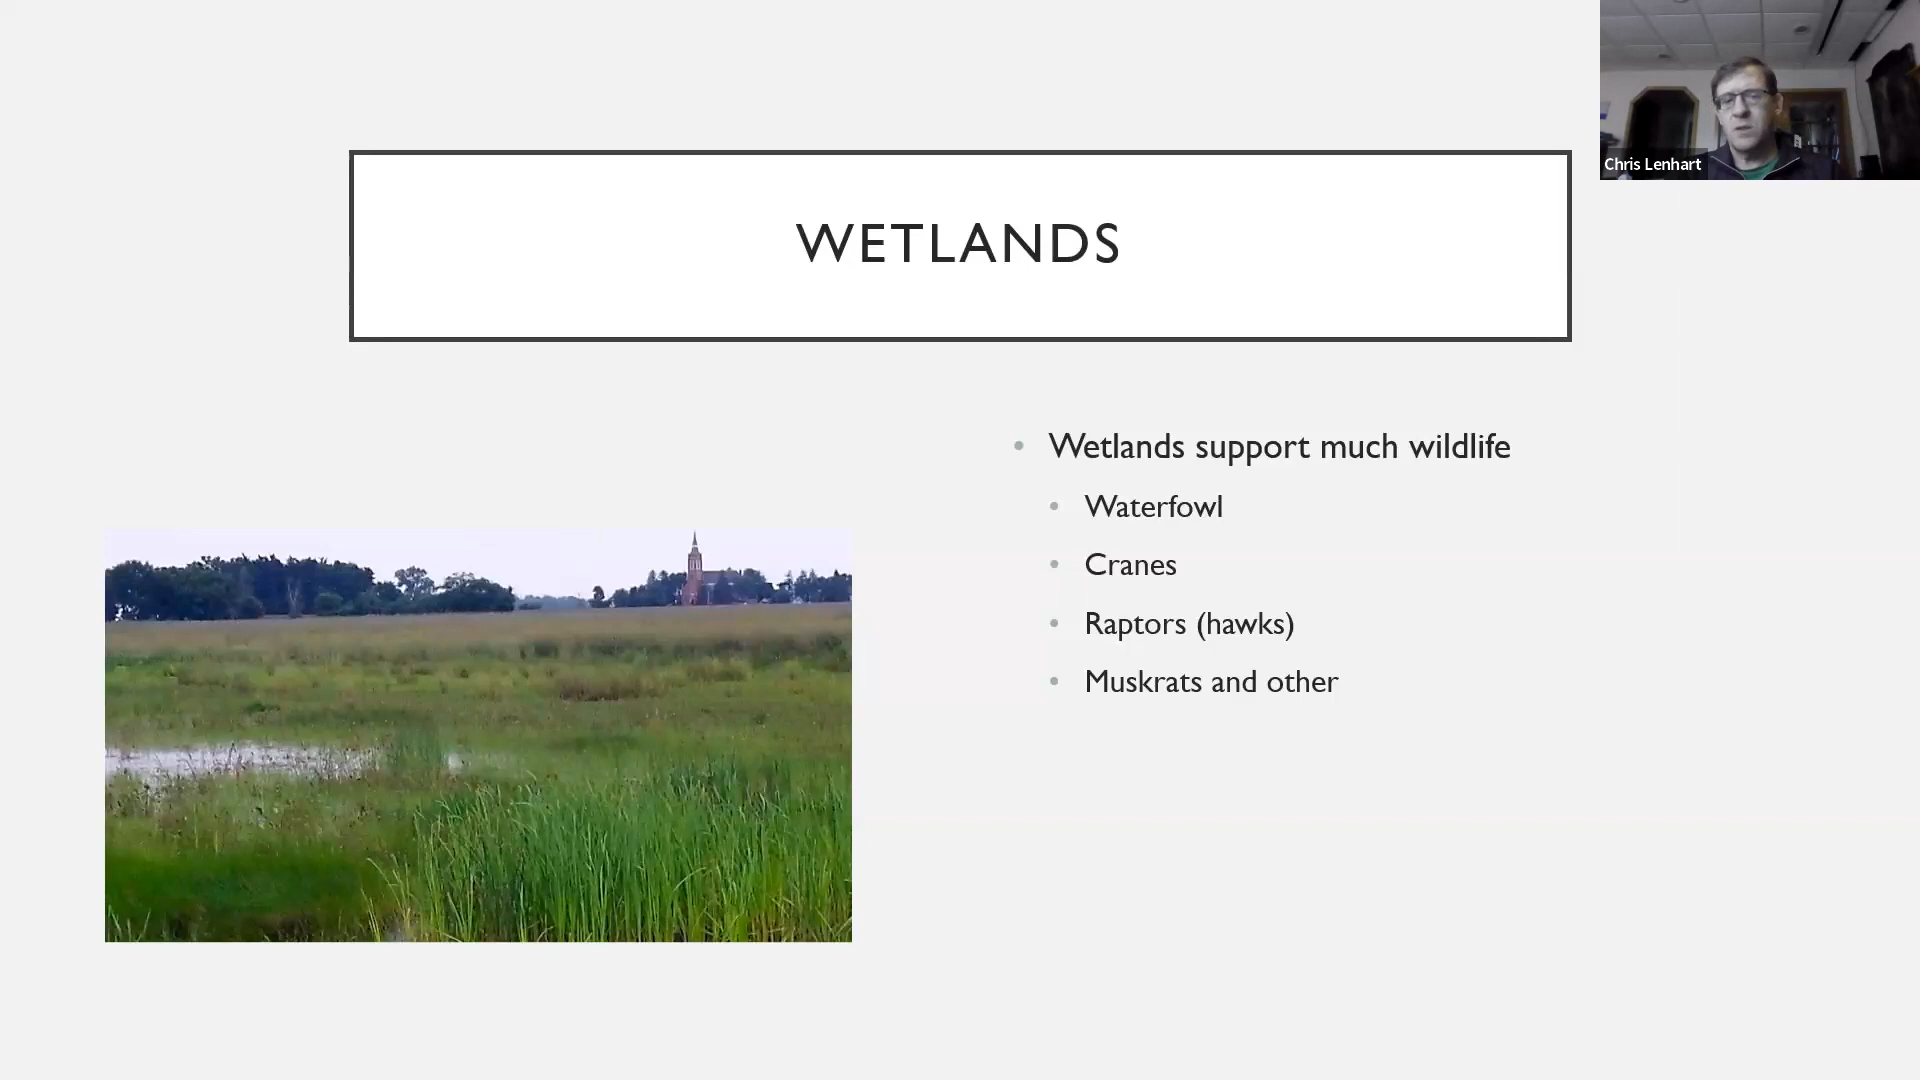 Chris Lenhart
WETLANDS
Wetlands support much wildlife
Waterfowl
Cranes
Raptors (hawks)
Muskrats and other